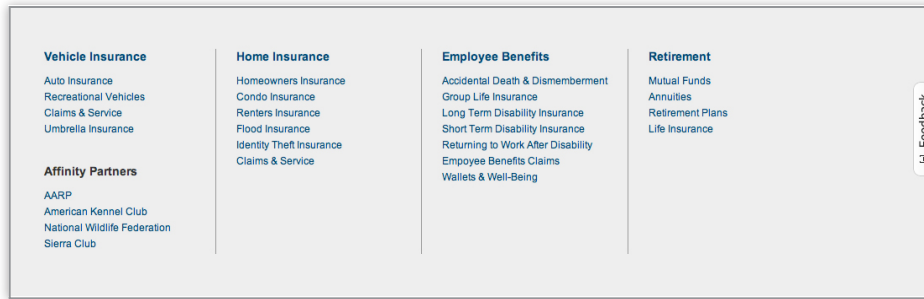 Vehicle Insurance
Auto Insurance
Recreational Vehicles
Claims & Service
Umbrella Insurance
Affinity Partners
AARP
American Kennel Club
National Wildlife Federation
Sierra Club
Home Insurance
Homeowners Insurance
Condo Insurance
Renters Insurance
Flood Insurance
Identity Theft Insurance
Claims & Service
Employee Benefits
Accidental Death & Dismemberment
Group Life Insurance
Long Term Disability Insurance
Short Term Disability Insurance
Returning to Work After Disability
Empoyee Benefits Claims
Wallets & Well-Being
Retirement
Mutual Funds
Annuities
Retirement Plans
Life Insurance
Feedback